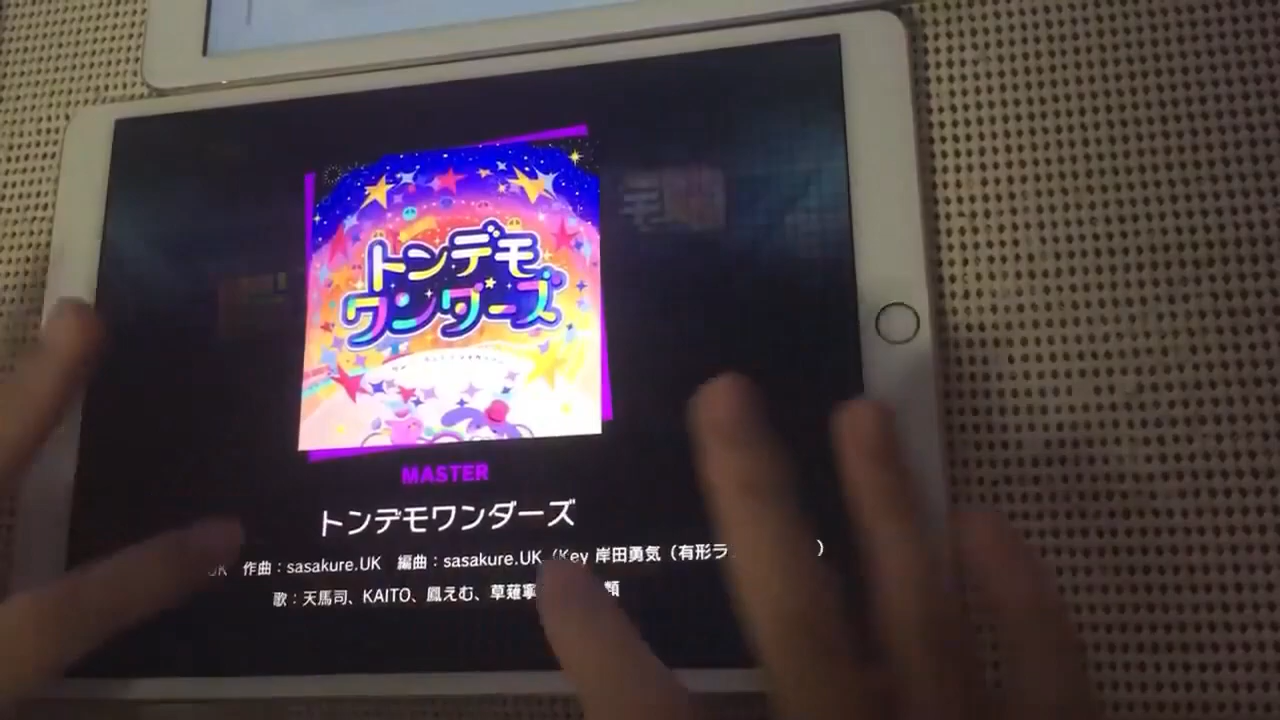 トンデモ
ワンダーズ
MASTER
トンデモワンダーズ
UK 作曲：sasakure.UK 編曲：sasakure.UK （Key 岸田勇気（有形ラ ）
歌：天馬司、KAITO、鳳えむ、草薙寧 類